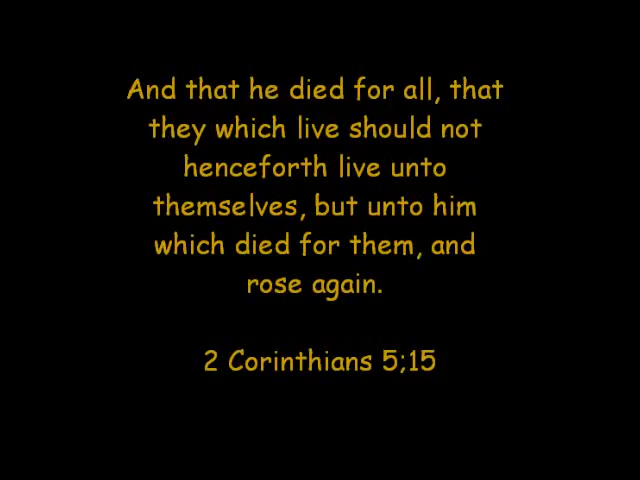 And that he died for all, that
they which live should not
henceforth live unto
themselves, but unto him
which died for them, and
rose again.
2 Corinthians 5;15